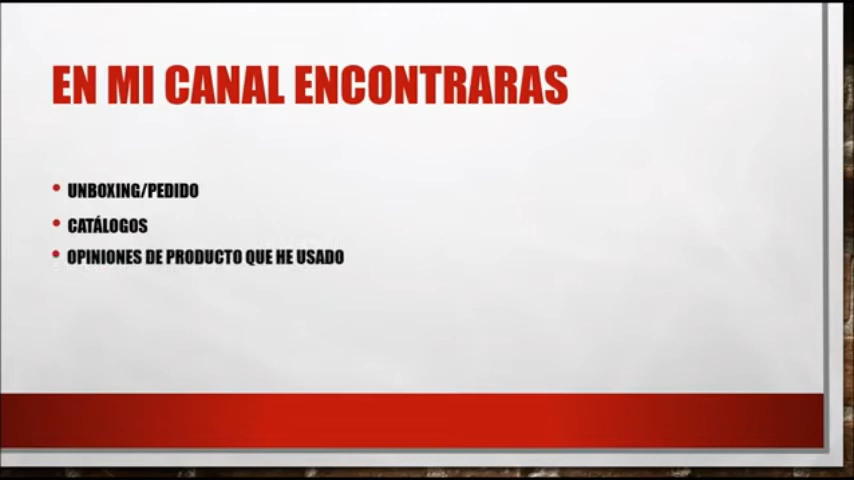 EN MI CANAL ENCONTRARAS
• UNBOXING/PEDIDO
• CATÁLOGOS
• OPINIONES DE PRODUCTO QUE HE USADO